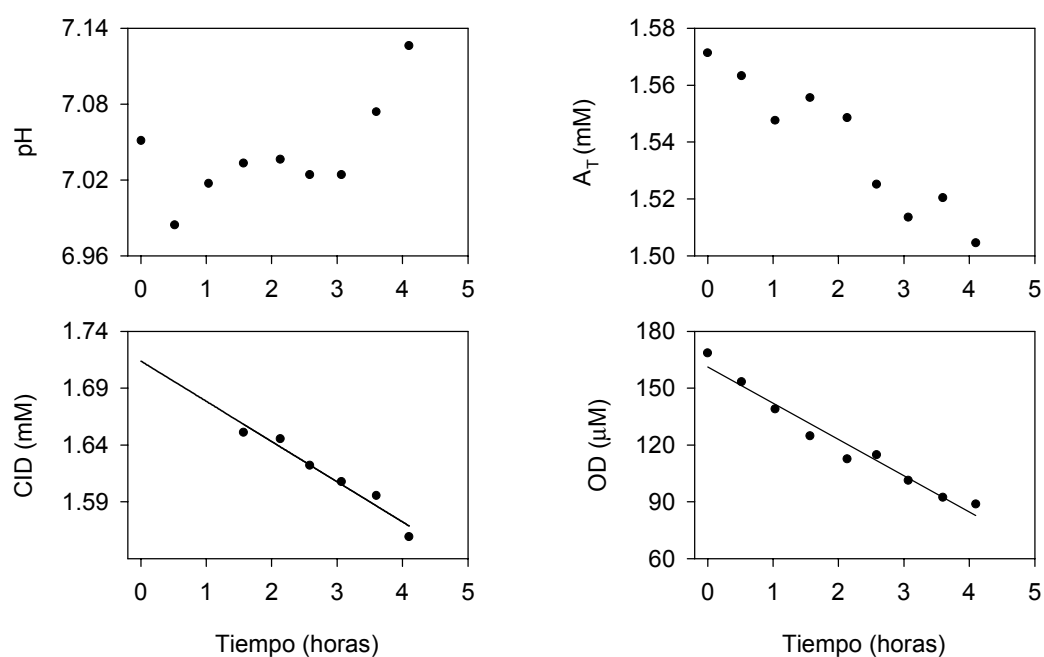 7.14
7.08
7.02
6.96
pH
0 1 2 3 4 5
1.58
1.56
1.54
1.52
1.50
A_T (mM)
0 1 2 3 4 5
1.74
1.69
1.64
1.59
CID (mM)
0 1 2 3 4 5
Tiempo (horas)
180
150
120
90
60
OD (μM)
0 1 2 3 4 5
Tiempo (horas)